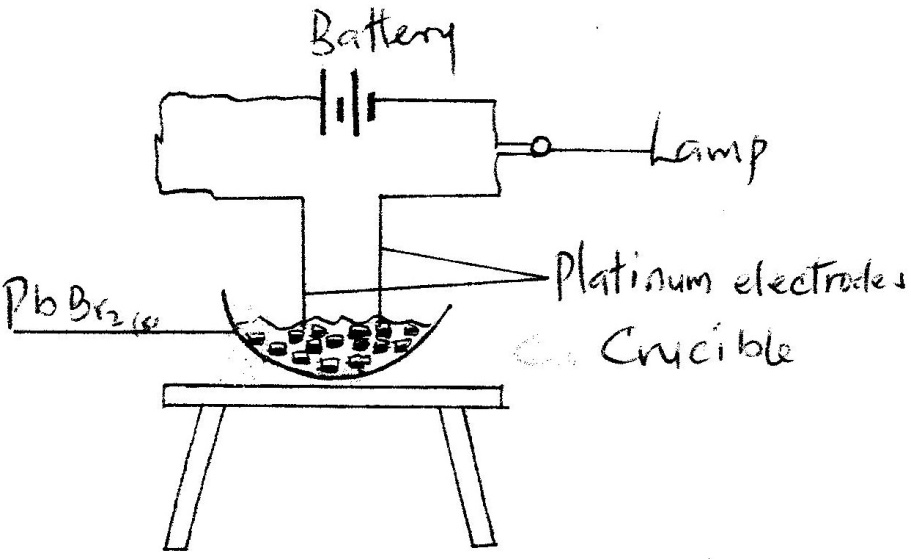 Battery
Lamp
Platinum electrodes
PbBr₂(s)
Crucible